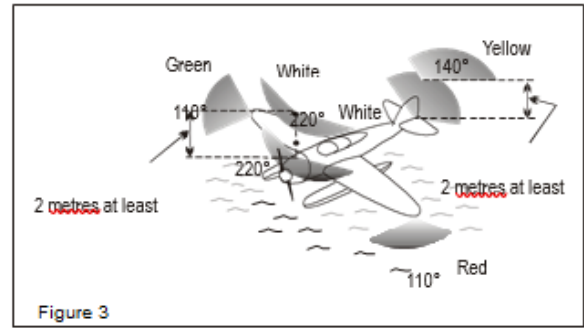 Yellow
Green
White
140°
110°
220°
White
220°
2 metres at least
2 metres at least
Red
110°
Figure 3